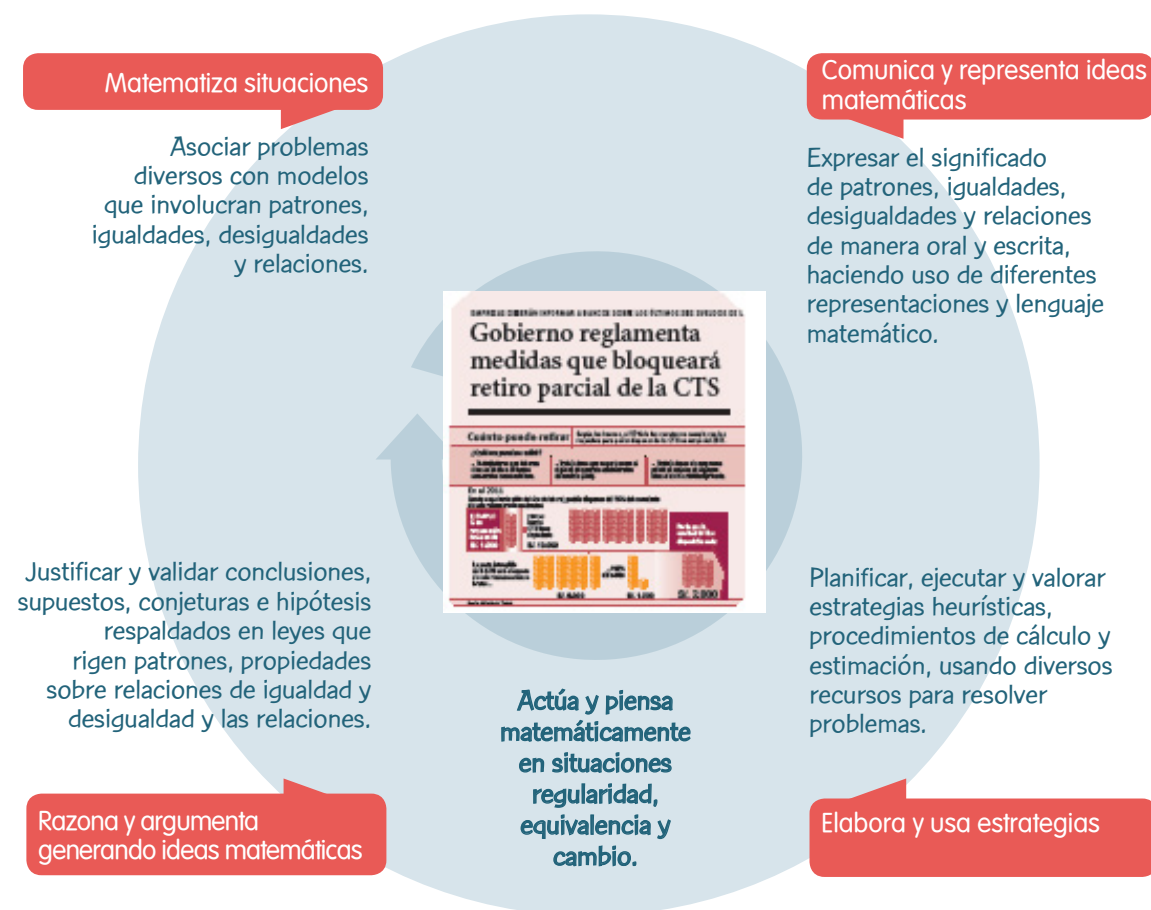 Matematiza situaciones
Asociar problemas
diversos con modelos
que involucran patrones,
igualdades, desigualdades
y relaciones.
Comunica y representa ideas
matemáticas
Expresar el significado
de patrones, igualdades,
desigualdades y relaciones
de manera oral y escrita,
haciendo uso de diferentes
representaciones y lenguaje
matemático.
Gobierno reglamenta
medidas que bloqueará
retiro parcial de la CTS
Cuánto puede retirar
En el 2014
S/. 2,000
Justificar y validar conclusiones,
supuestos, conjeturas e hipótesis
respaldados en leyes que
rigen patrones, propiedades
sobre relaciones de igualdad y
desigualdad y las relaciones.
Razona y argumenta
generando ideas matemáticas
Actúa y piensa
matemáticamente
en situaciones
regularidad,
equivalencia y
cambio.
Planificar, ejecutar y valorar
estrategias heurísticas,
procedimientos de cálculo y
estimación, usando diversos
recursos para resolver
problemas.
Elabora y usa estrategias